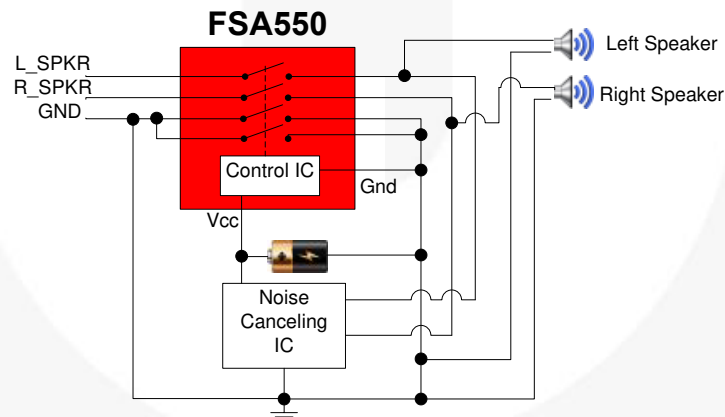 FSA550
L_SPKR
R_SPKR
GND
Left Speaker
Right Speaker
Control IC
Gnd
Vcc
Noise
Canceling
IC